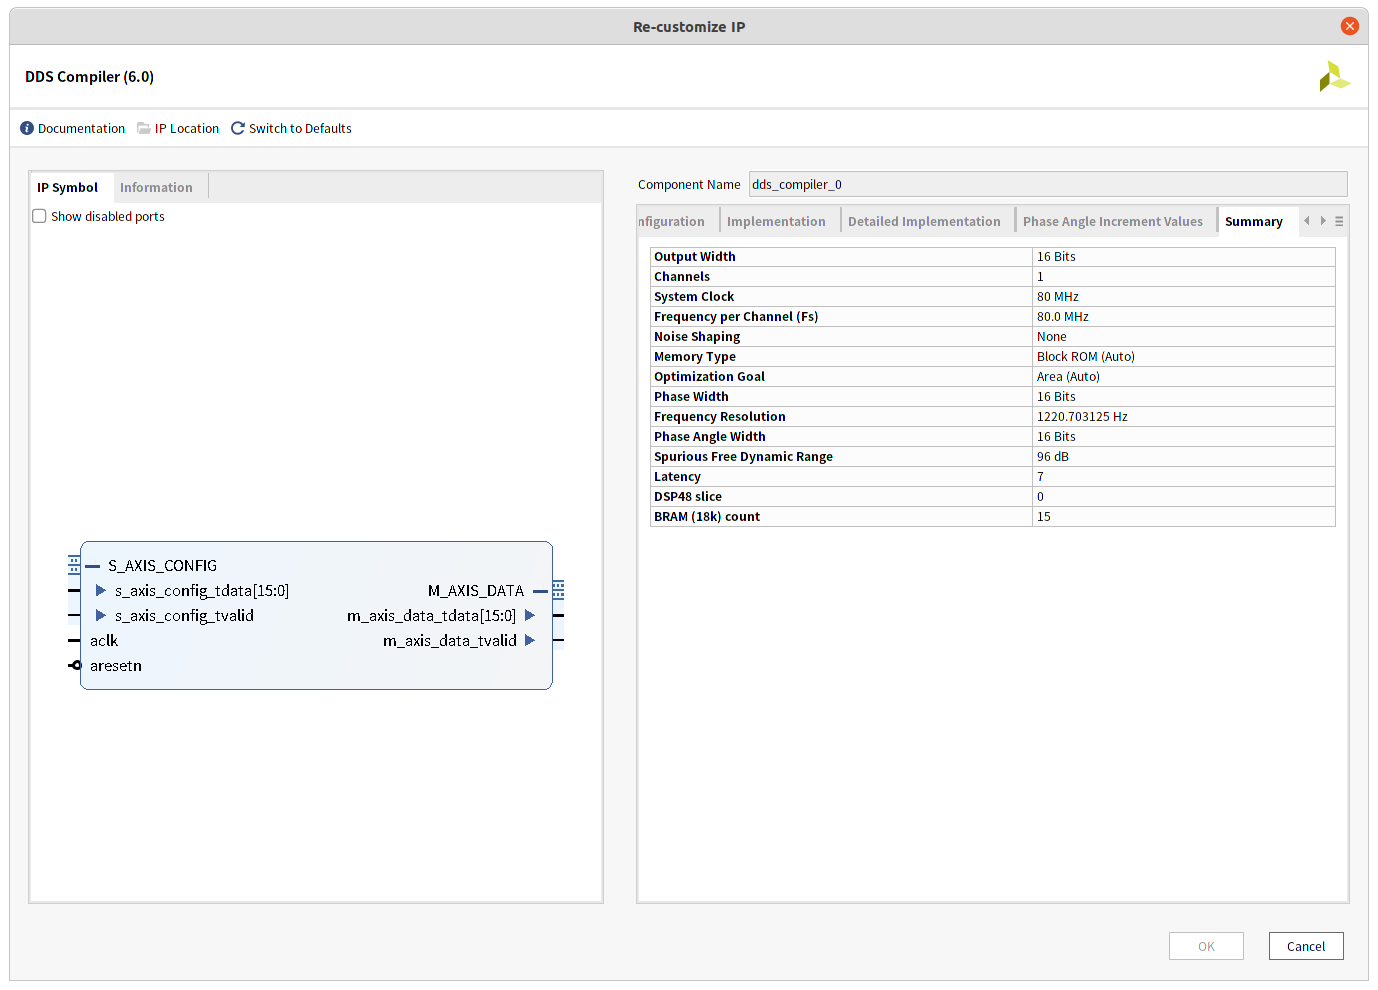 Re-customize IP
DDS Compiler (6.0)
Documentation IP Location Switch to Defaults
IP Symbol Information
Show disabled ports
S_AXIS_CONFIG
s_axis_config_tdata[15:0]
s_axis_config_tvalid
aclk
aresetn
M_AXIS_DATA
m_axis_data_tdata[15:0]
m_axis_data_tvalid
Component Name dds_compiler_0
nfiguration Implementation Detailed Implementation Phase Angle Increment Values Summary
Output Width 16 Bits
Channels 1
System Clock 80 MHz
Frequency per Channel (Fs) 80.0 MHz
Noise Shaping None
Memory Type Block ROM (Auto)
Optimization Goal Area (Auto)
Phase Width 16 Bits
Frequency Resolution 1220.703125 Hz
Phase Angle Width 16 Bits
Spurious Free Dynamic Range 96 dB
Latency 7
DSP48 slice 0
BRAM (18k) count 15
OK Cancel